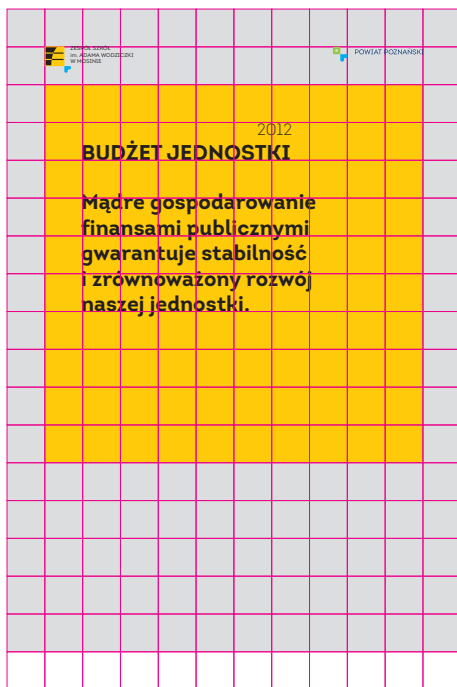 ZESPÓŁ SZKÓŁ
im. ADAMA WODZICZKI
W MOSINIE
POWIAT POZNAŃSKI
2012
BUDŻET JEDNOSTKI
Mądre gospodarowanie
finansami publicznymi
gwarantuje stabilność
i zrównoważony rozwój
naszej jednostki.